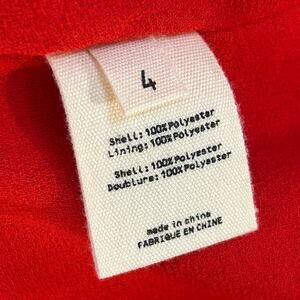 4
Shell: 100% Polyester
Lining: 100% Polyester
Shell: 100% Polyester
Doublure: 100% Polyester
made in china
FABRIQUE EN CHINE